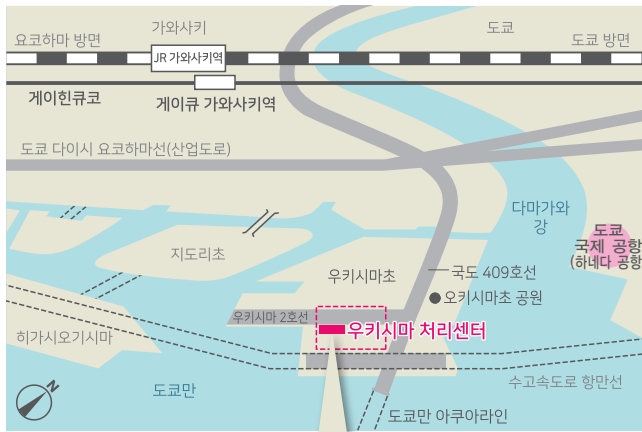 가와사키
도쿄
요코하마 방면
JR 가와사키역
도쿄 방면
게이힌큐코
게이큐 가와사키역
도쿄 다이시 요코하마선(산업도로)
다마가와
강
도쿄
국제 공항
(하네다 공항)
지도리초
우키시마초
국도 409호선
오키시마초 공원
우키시마 2호선
우키시마 처리센터
히가시오기시마
도쿄만
수고속도로 항만선
도쿄만 아쿠아라인
N